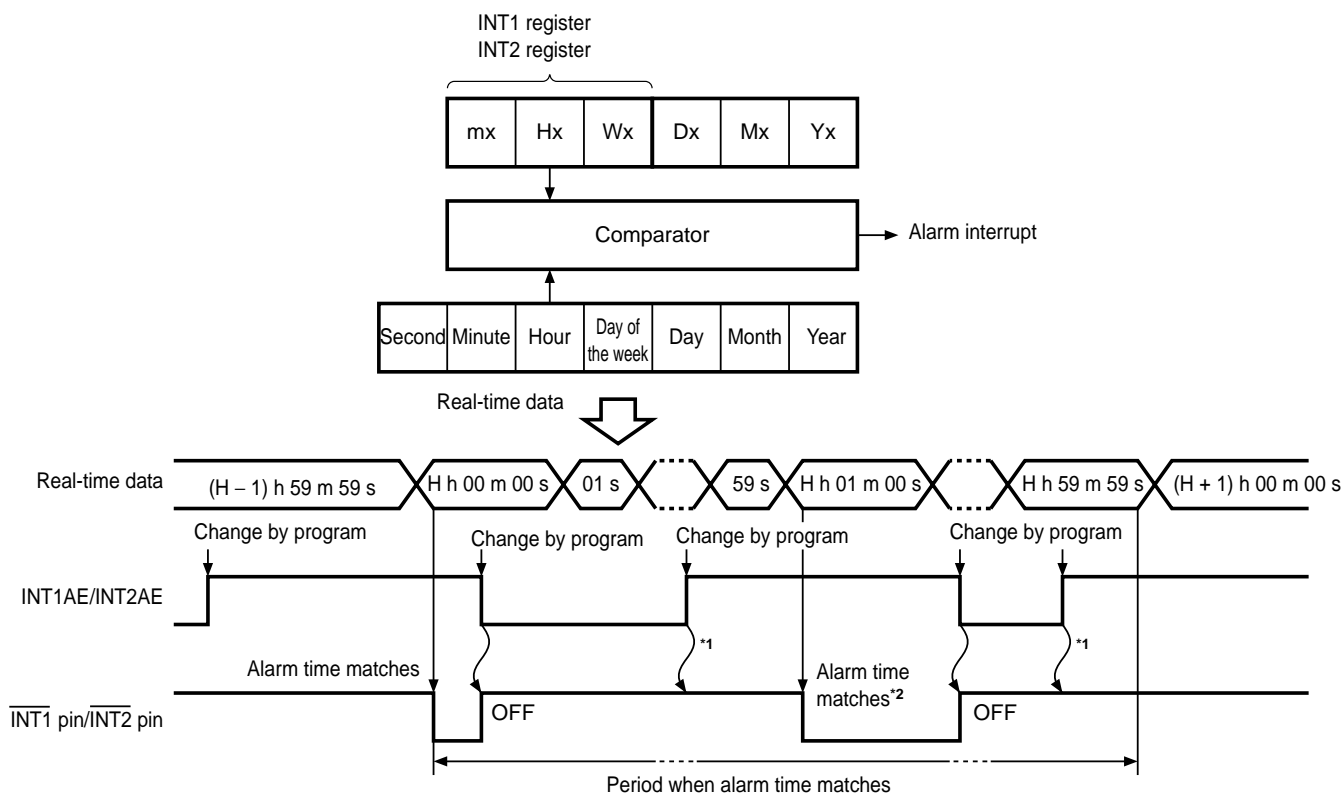 INT1 register
INT2 register
mx Hx Wx Dx Mx Yx
Comparator
Alarm interrupt
Second Minute Hour Day of the week Day Month Year
Real-time data
Real-time data
(H − 1) h 59 m 59 s H h 00 m 00 s 01 s 59 s H h 01 m 00 s H h 59 m 59 s (H + 1) h 00 m 00 s
Change by program Change by program Change by program Change by program
INT1AE/INT2AE
*1 *1
Alarm time matches
Alarm time
matches*2
INT1 pin/INT2 pin
OFF OFF
Period when alarm time matches